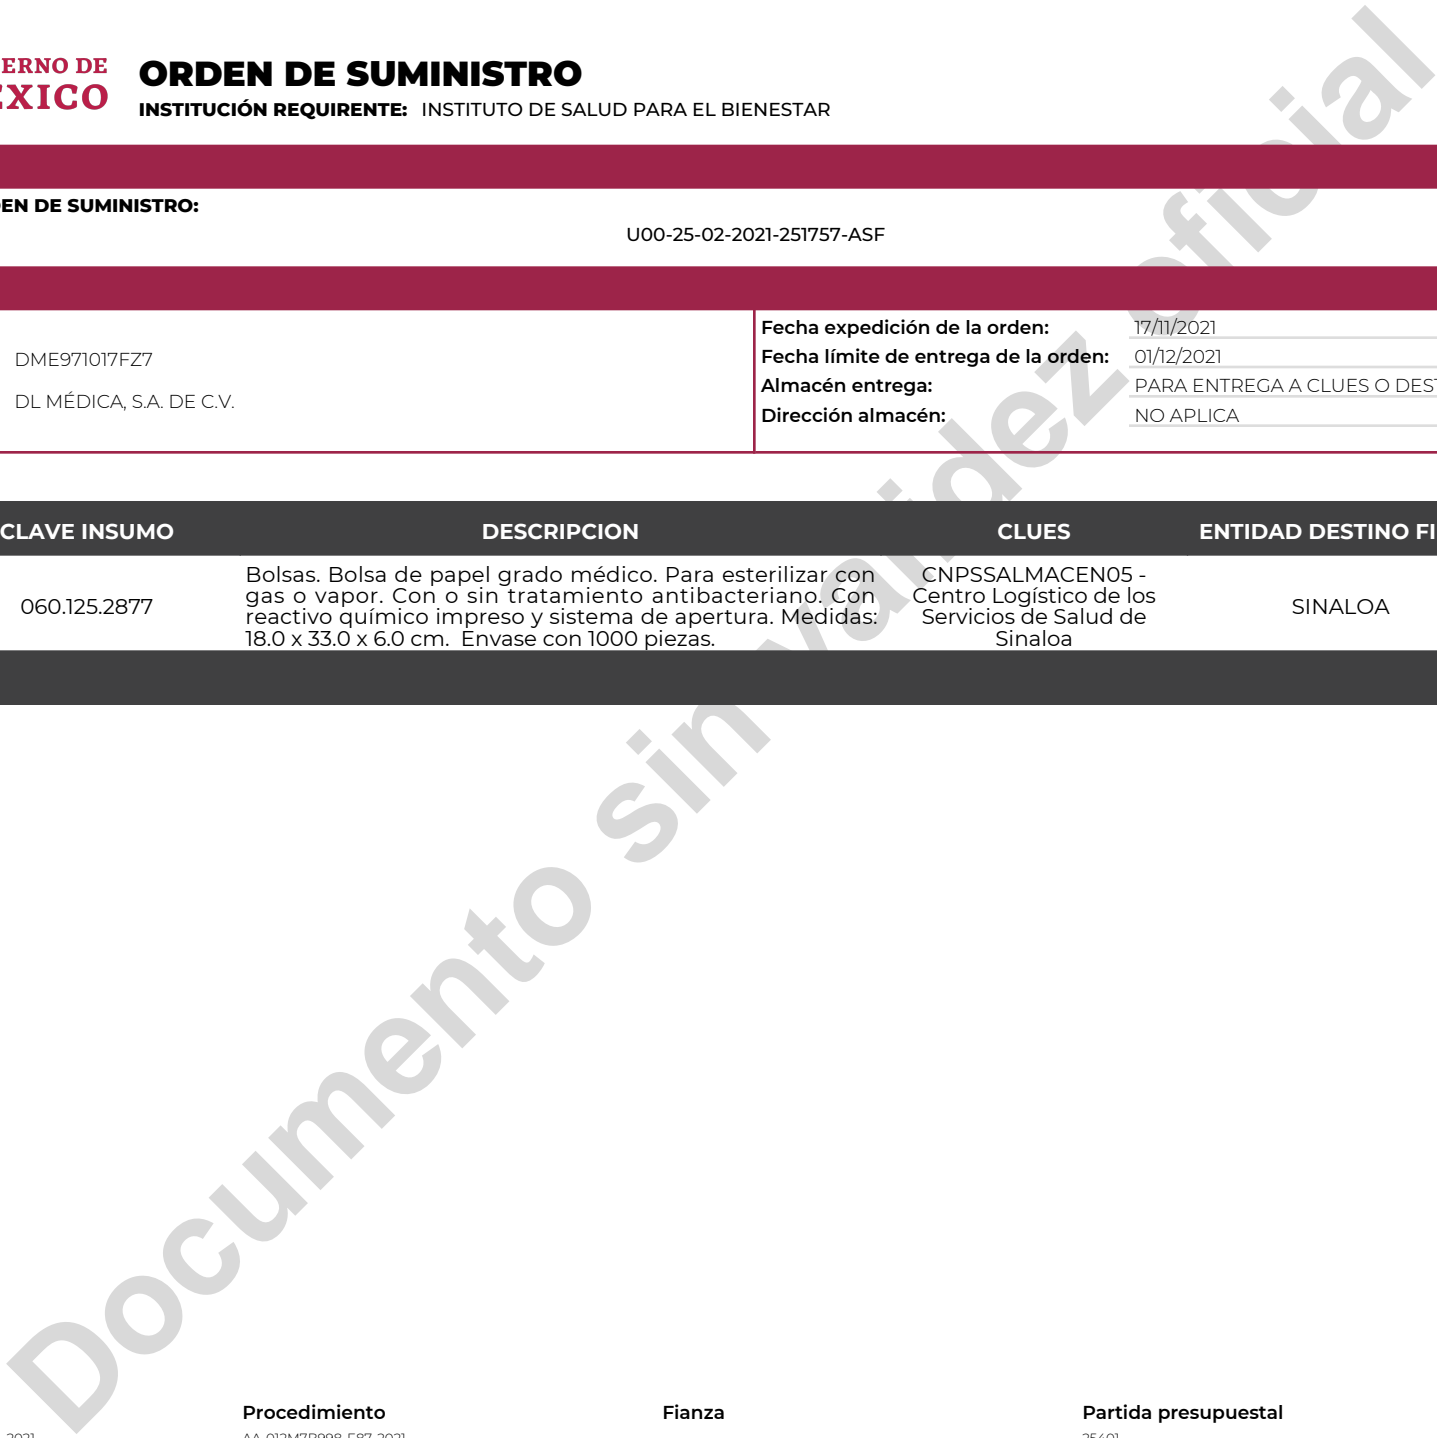 ERNO DE
EXICO
ORDEN DE SUMINISTRO
INSTITUCIÓN REQUIRENTE: INSTITUTO DE SALUD PARA EL BIENESTAR
EN DE SUMINISTRO:
U00-25-02-2021-251757-ASF
DME971017FZ7
DL MÉDICA, S.A. DE C.V.
Fecha expedición de la orden: 17/11/2021
Fecha límite de entrega de la orden: 01/12/2021
Almacén entrega: PARA ENTREGA A CLUES O DEST
Dirección almacén: NO APLICA
CLAVE INSUMO DESCRIPCION CLUES ENTIDAD DESTINO FI
060.125.2877
Bolsas. Bolsa de papel grado médico. Para esterilizar con
gas o vapor. Con o sin tratamiento antibacteriano. Con
reactivo químico impreso y sistema de apertura. Medidas:
18.0 x 33.0 x 6.0 cm. Envase con 1000 piezas.
CNPSSALMACEN05 -
Centro Logístico de los
Servicios de Salud de
Sinaloa
SINALOA
Documento sin validez oficial
Procedimiento Fianza Partida presupuestal